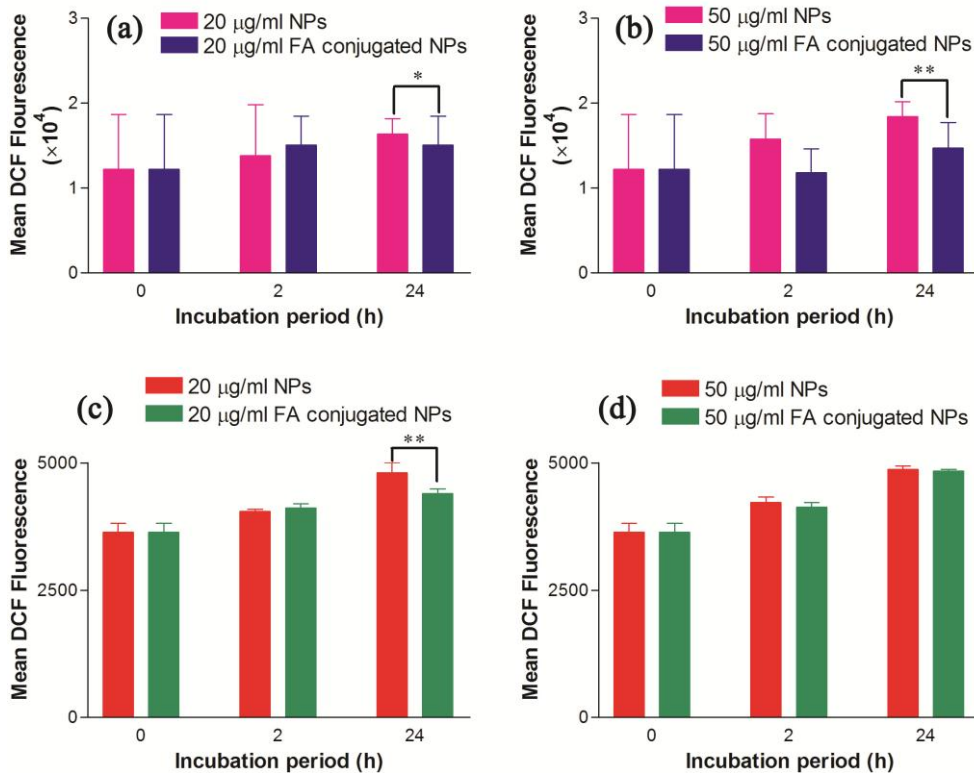 (a)
20 μg/ml NPs
20 μg/ml FA conjugated NPs
Mean DCF Flourescence
(×10⁴)
3
2
1
0
*
0 2 24
Incubation period (h)
(b)
50 μg/ml NPs
50 μg/ml FA conjugated NPs
Mean DCF Flourescence
(×10⁴)
3
2
1
0
**
0 2 24
Incubation period (h)
(c)
20 μg/ml NPs
20 μg/ml FA conjugated NPs
Mean DCF Fluorescence
5000
2500
0
**
0 2 24
Incubation period (h)
(d)
50 μg/ml NPs
50 μg/ml FA conjugated NPs
Mean DCF Fluorescence
5000
2500
0
0 2 24
Incubation period (h)